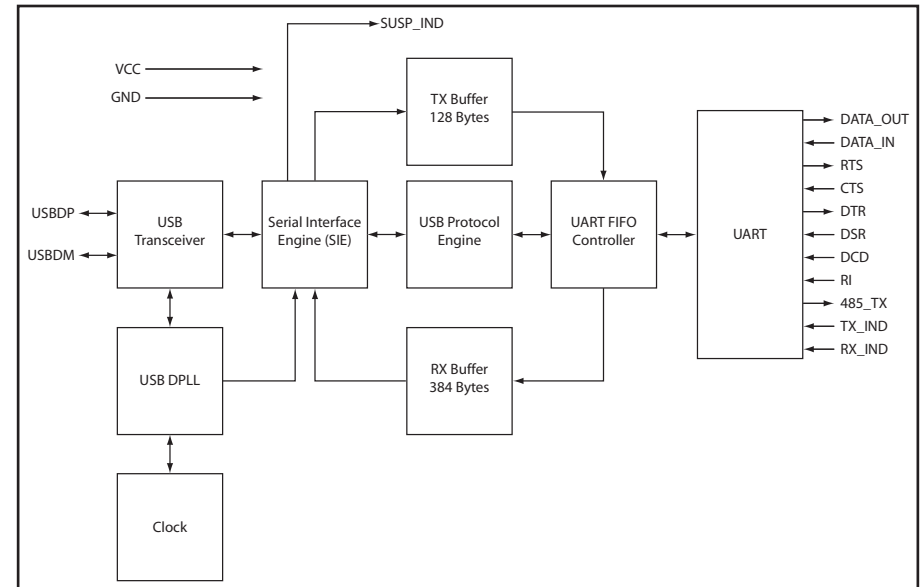 SUSP_IND
VCC
GND
TX Buffer
128 Bytes
DATA_OUT
DATA_IN
RTS
CTS
DTR
DSR
DCD
RI
485_TX
TX_IND
RX_IND
USBDP
USBDM
USB
Transceiver
Serial Interface
Engine (SIE)
USB Protocol
Engine
UART FIFO
Controller
UART
USB DPLL
RX Buffer
384 Bytes
Clock